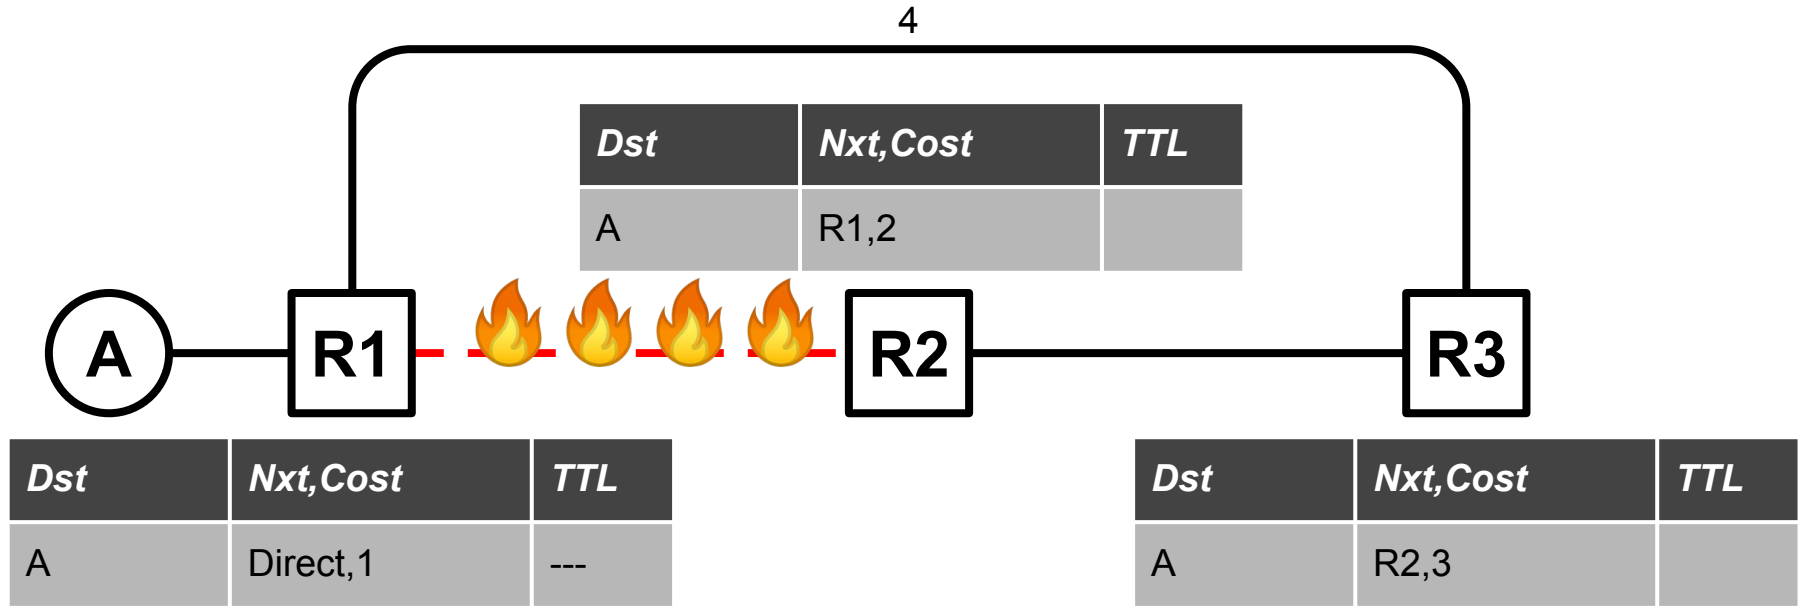 4
Dst Nxt,Cost TTL
A R1,2
A R1 R2 R3
Dst Nxt,Cost TTL
A Direct,1 ---
Dst Nxt,Cost TTL
A R2,3